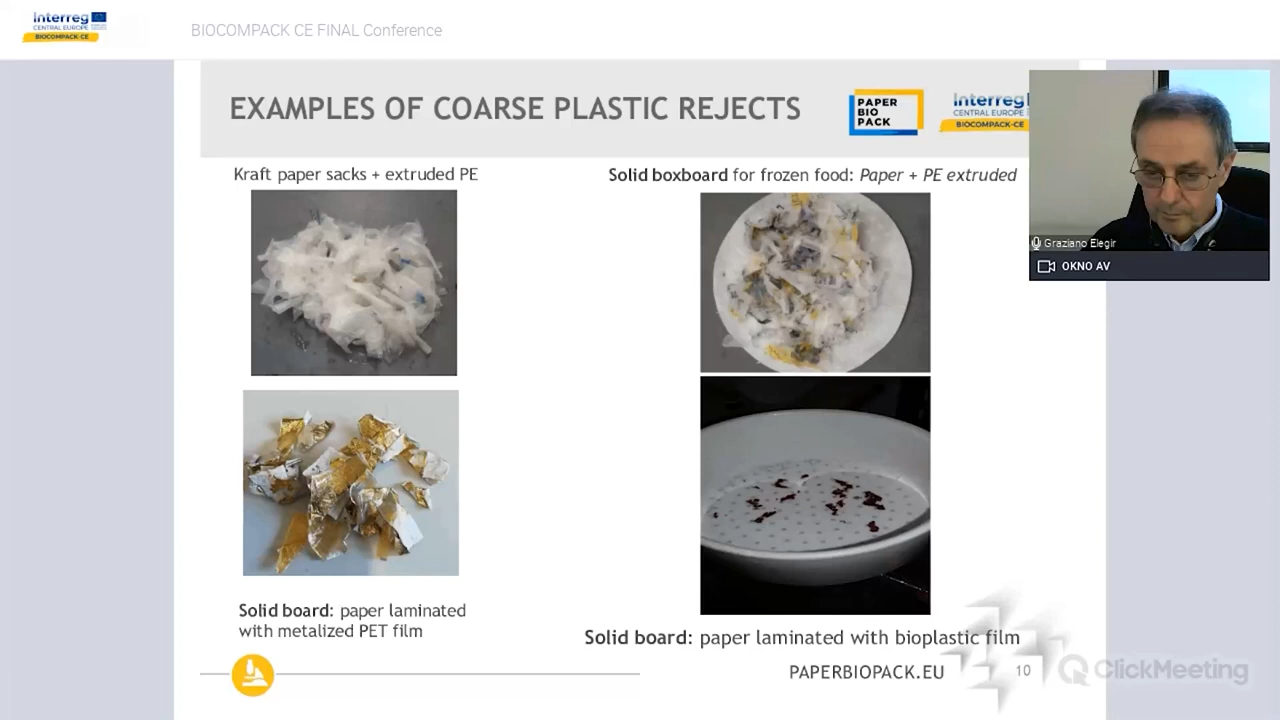 Interreg
CENTRAL EUROPE
BIOCOMPACK-CE
BIOCOMPACK CE FINAL Conference
EXAMPLES OF COARSE PLASTIC REJECTS
PAPER
BIO
PACK
Interreg
CENTRAL EUROPE
BIOCOMPACK-CE
Graziano Elegir
OKNO AV
Kraft paper sacks + extruded PE
Solid boxboard for frozen food: Paper + PE extruded
Solid board: paper laminated
with metalized PET film
Solid board: paper laminated with bioplastic film
PAPERBIOPACK.EU
10
ClickMeeting